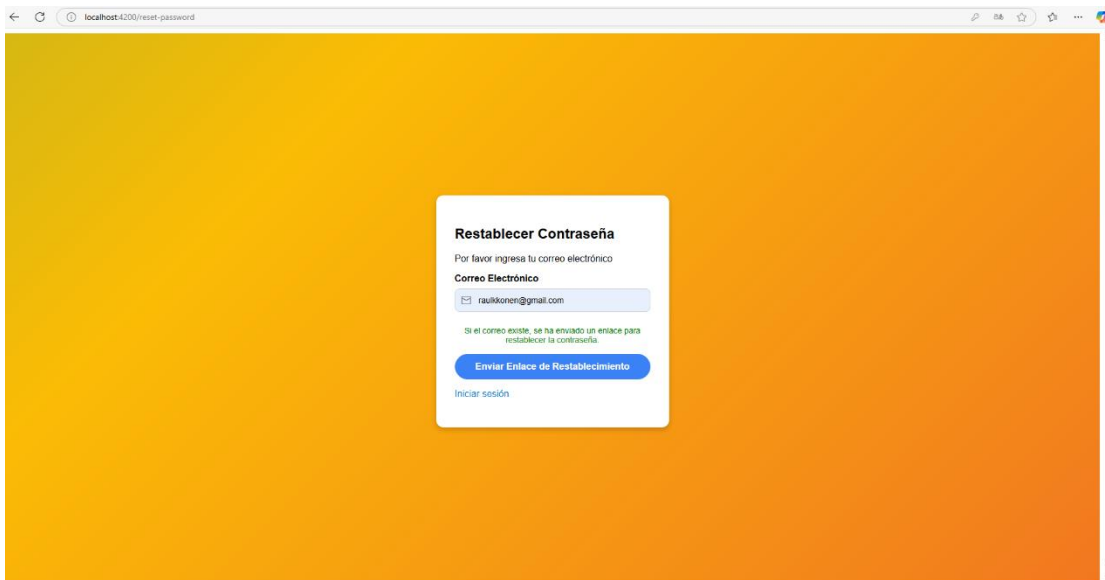 localhost:4200/reset-password
Restablecer Contraseña
Por favor ingresa tu correo electrónico
Correo Electrónico
raulkkonen@gmail.com
Si el correo existe, se ha enviado un enlace para
restablecer la contraseña.
Enviar Enlace de Restablecimiento
Iniciar sesión